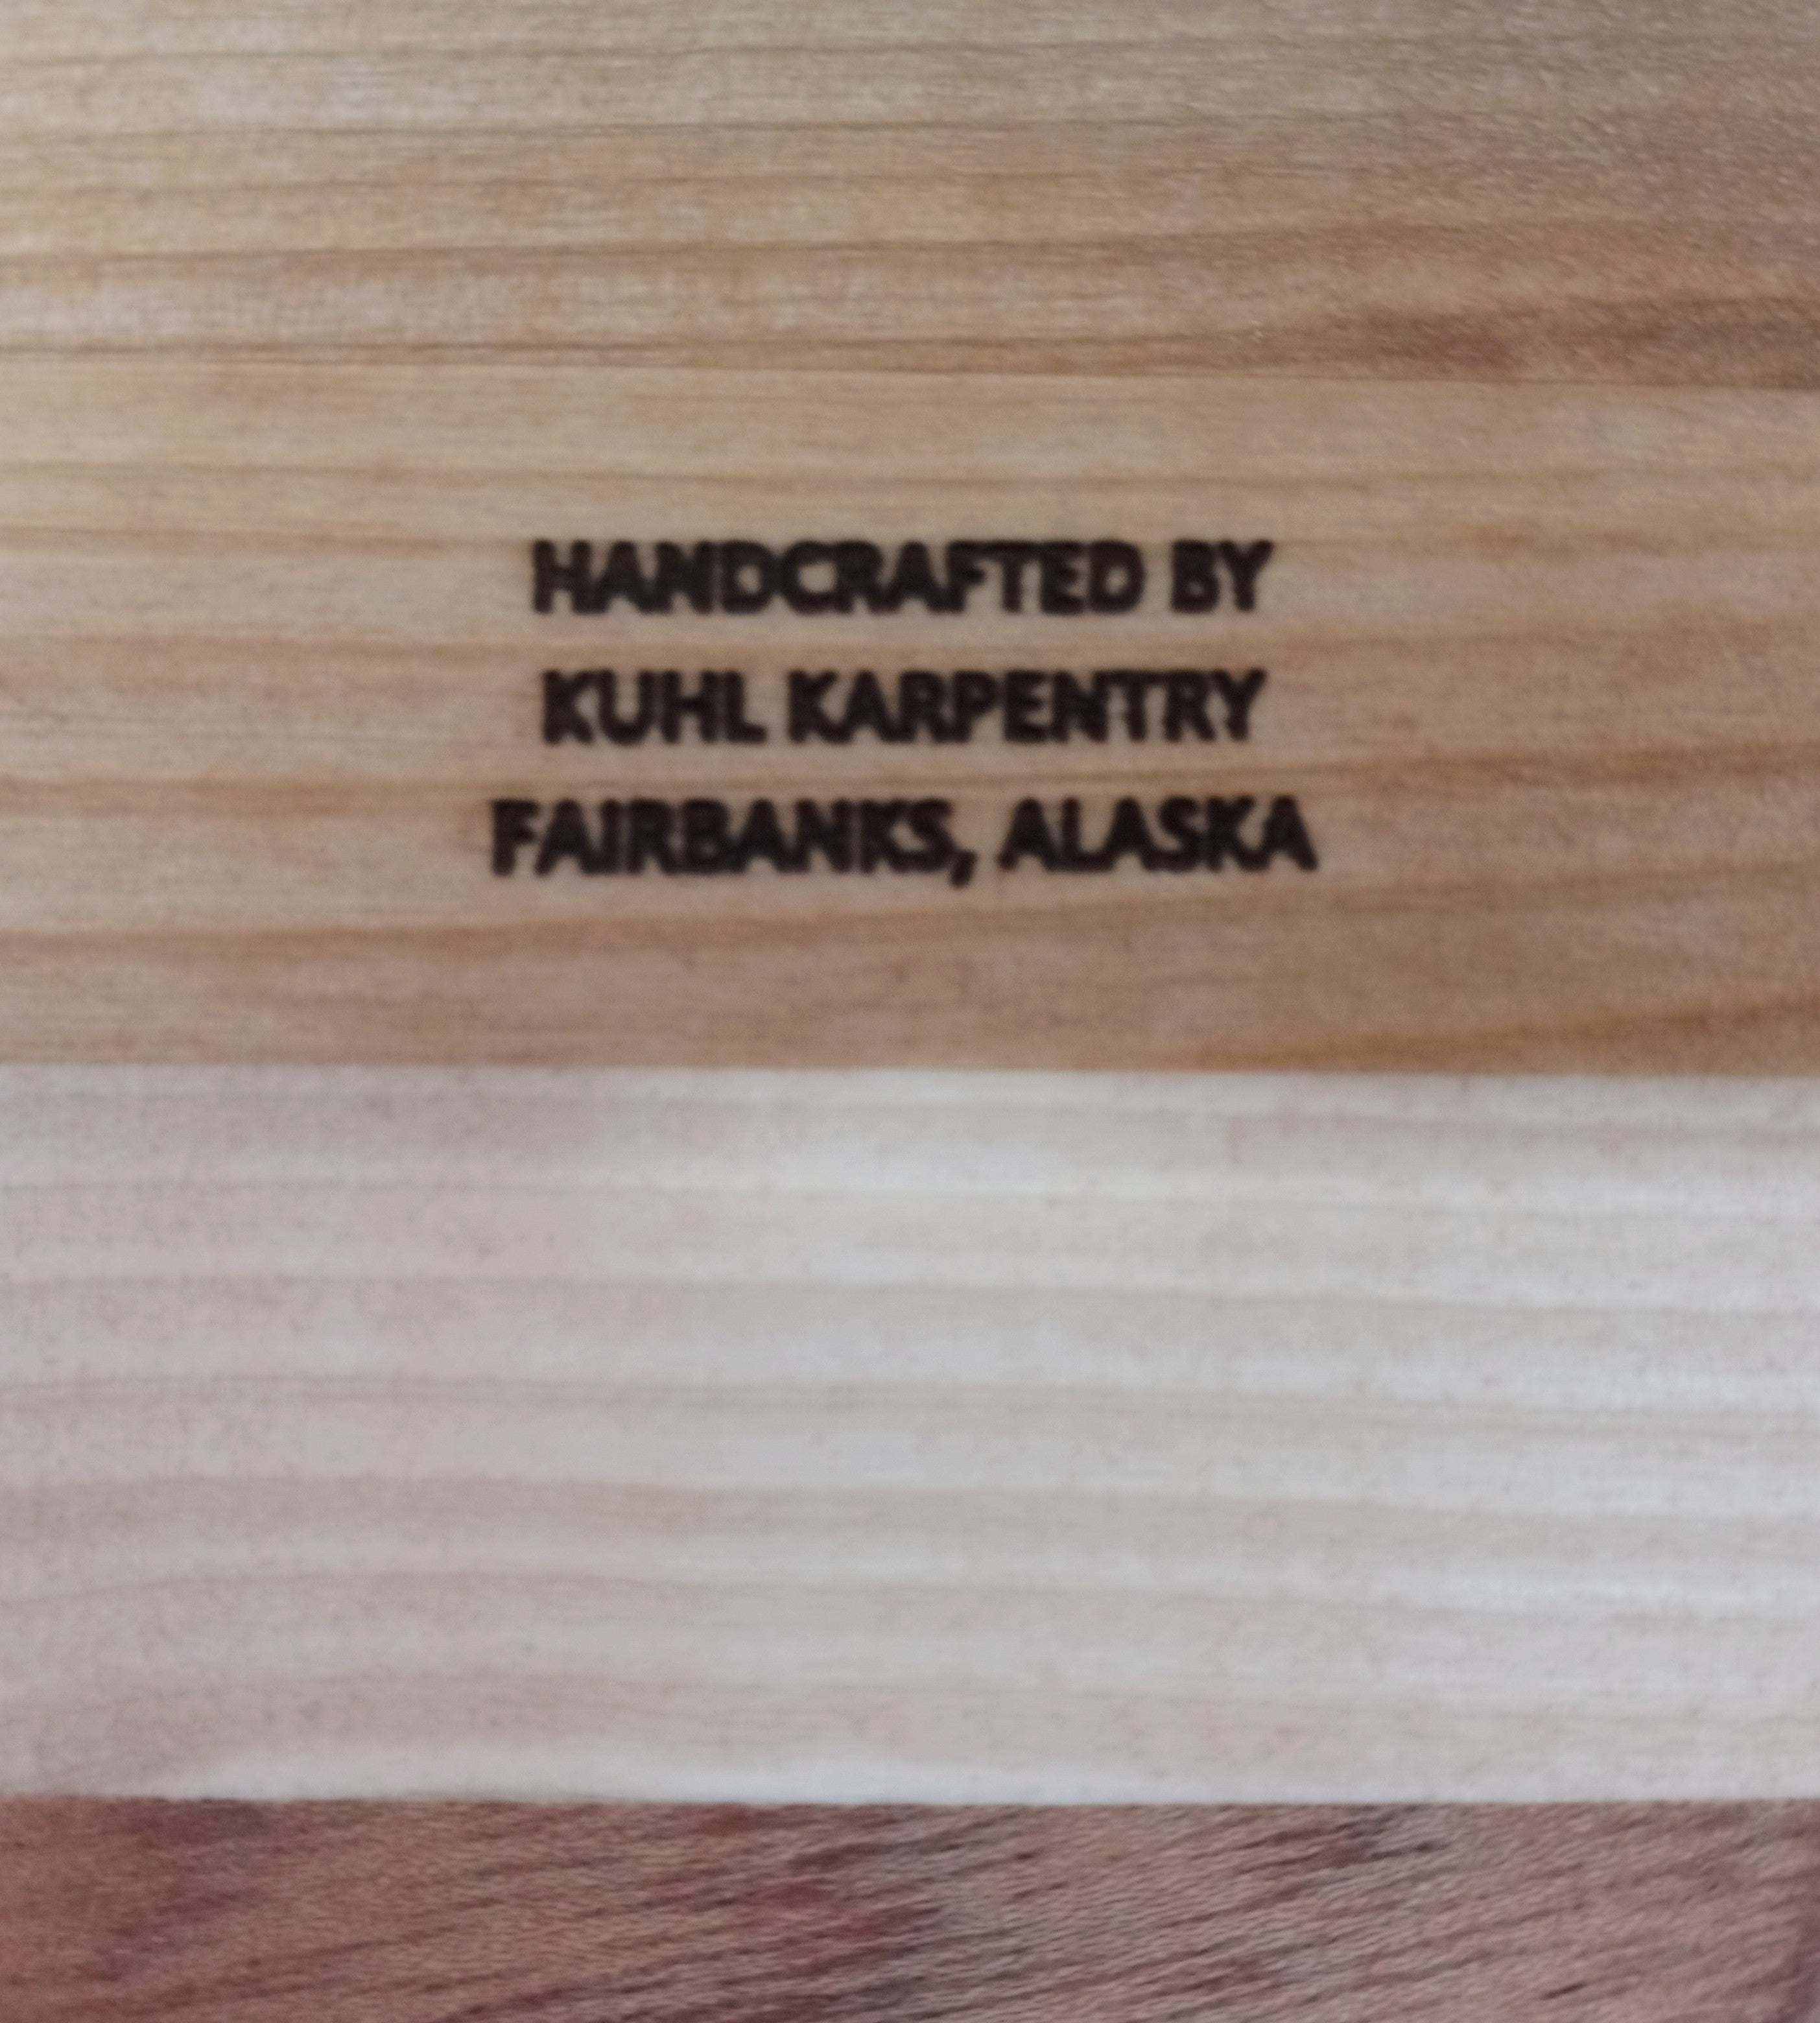 HANDCRAFTED BY
KUHL KARPENTRY
FAIRBANKS, ALASKA